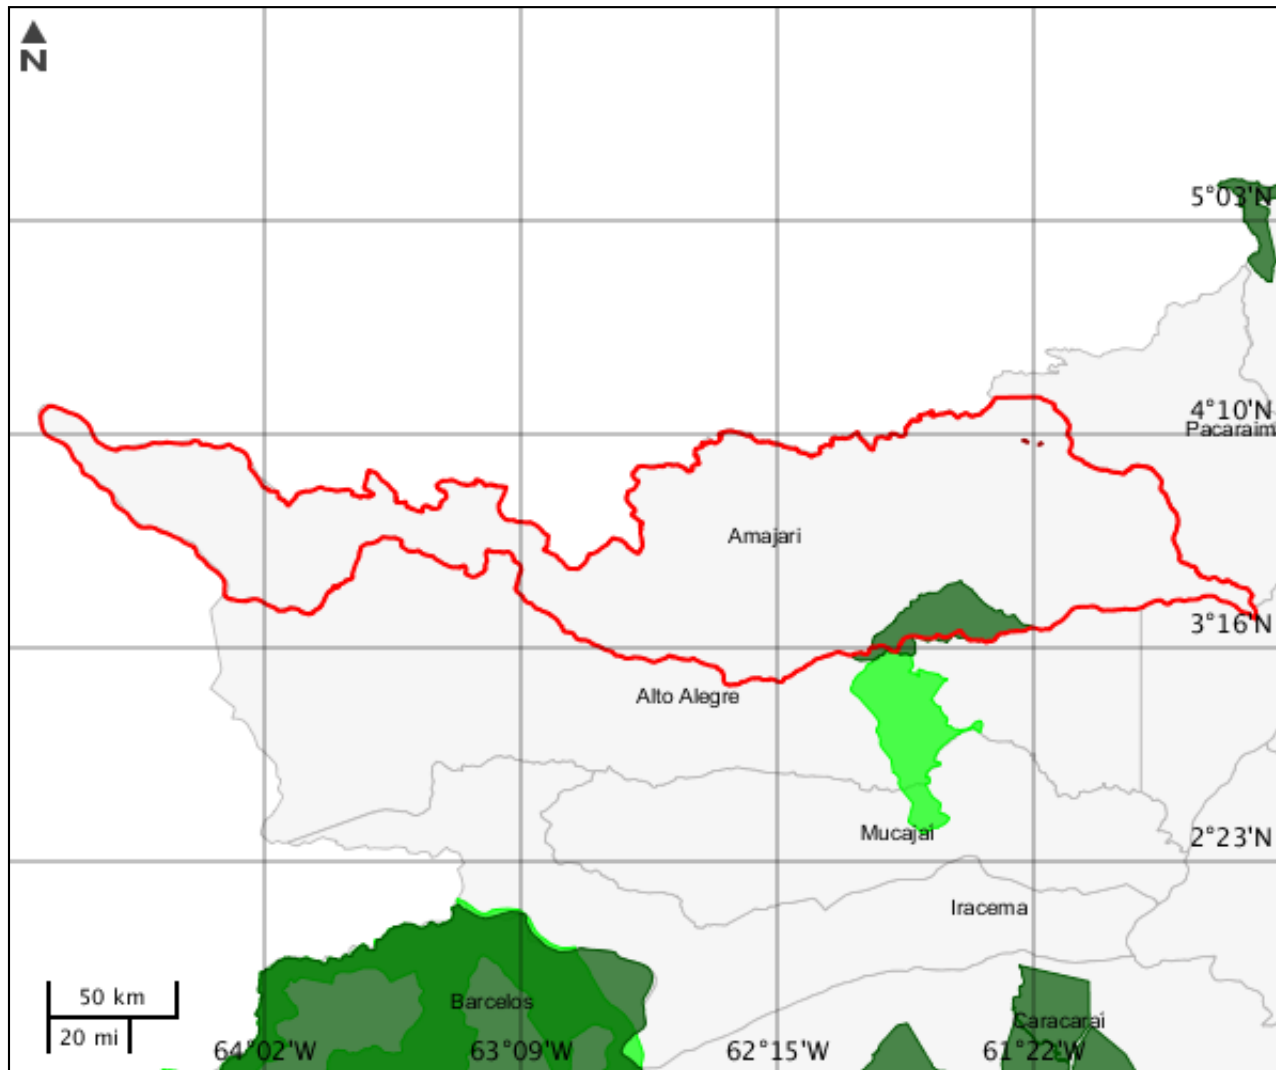 N
5°03'N
4°10'N
Pacaraim
Amajari
3°16'N
Alto Alegre
Mucajaí
2°23'N
Iracema
50 km
Barcelos
Caracarai
20 mi
64°02'W
63°09'W
62°15'W
61°22'W